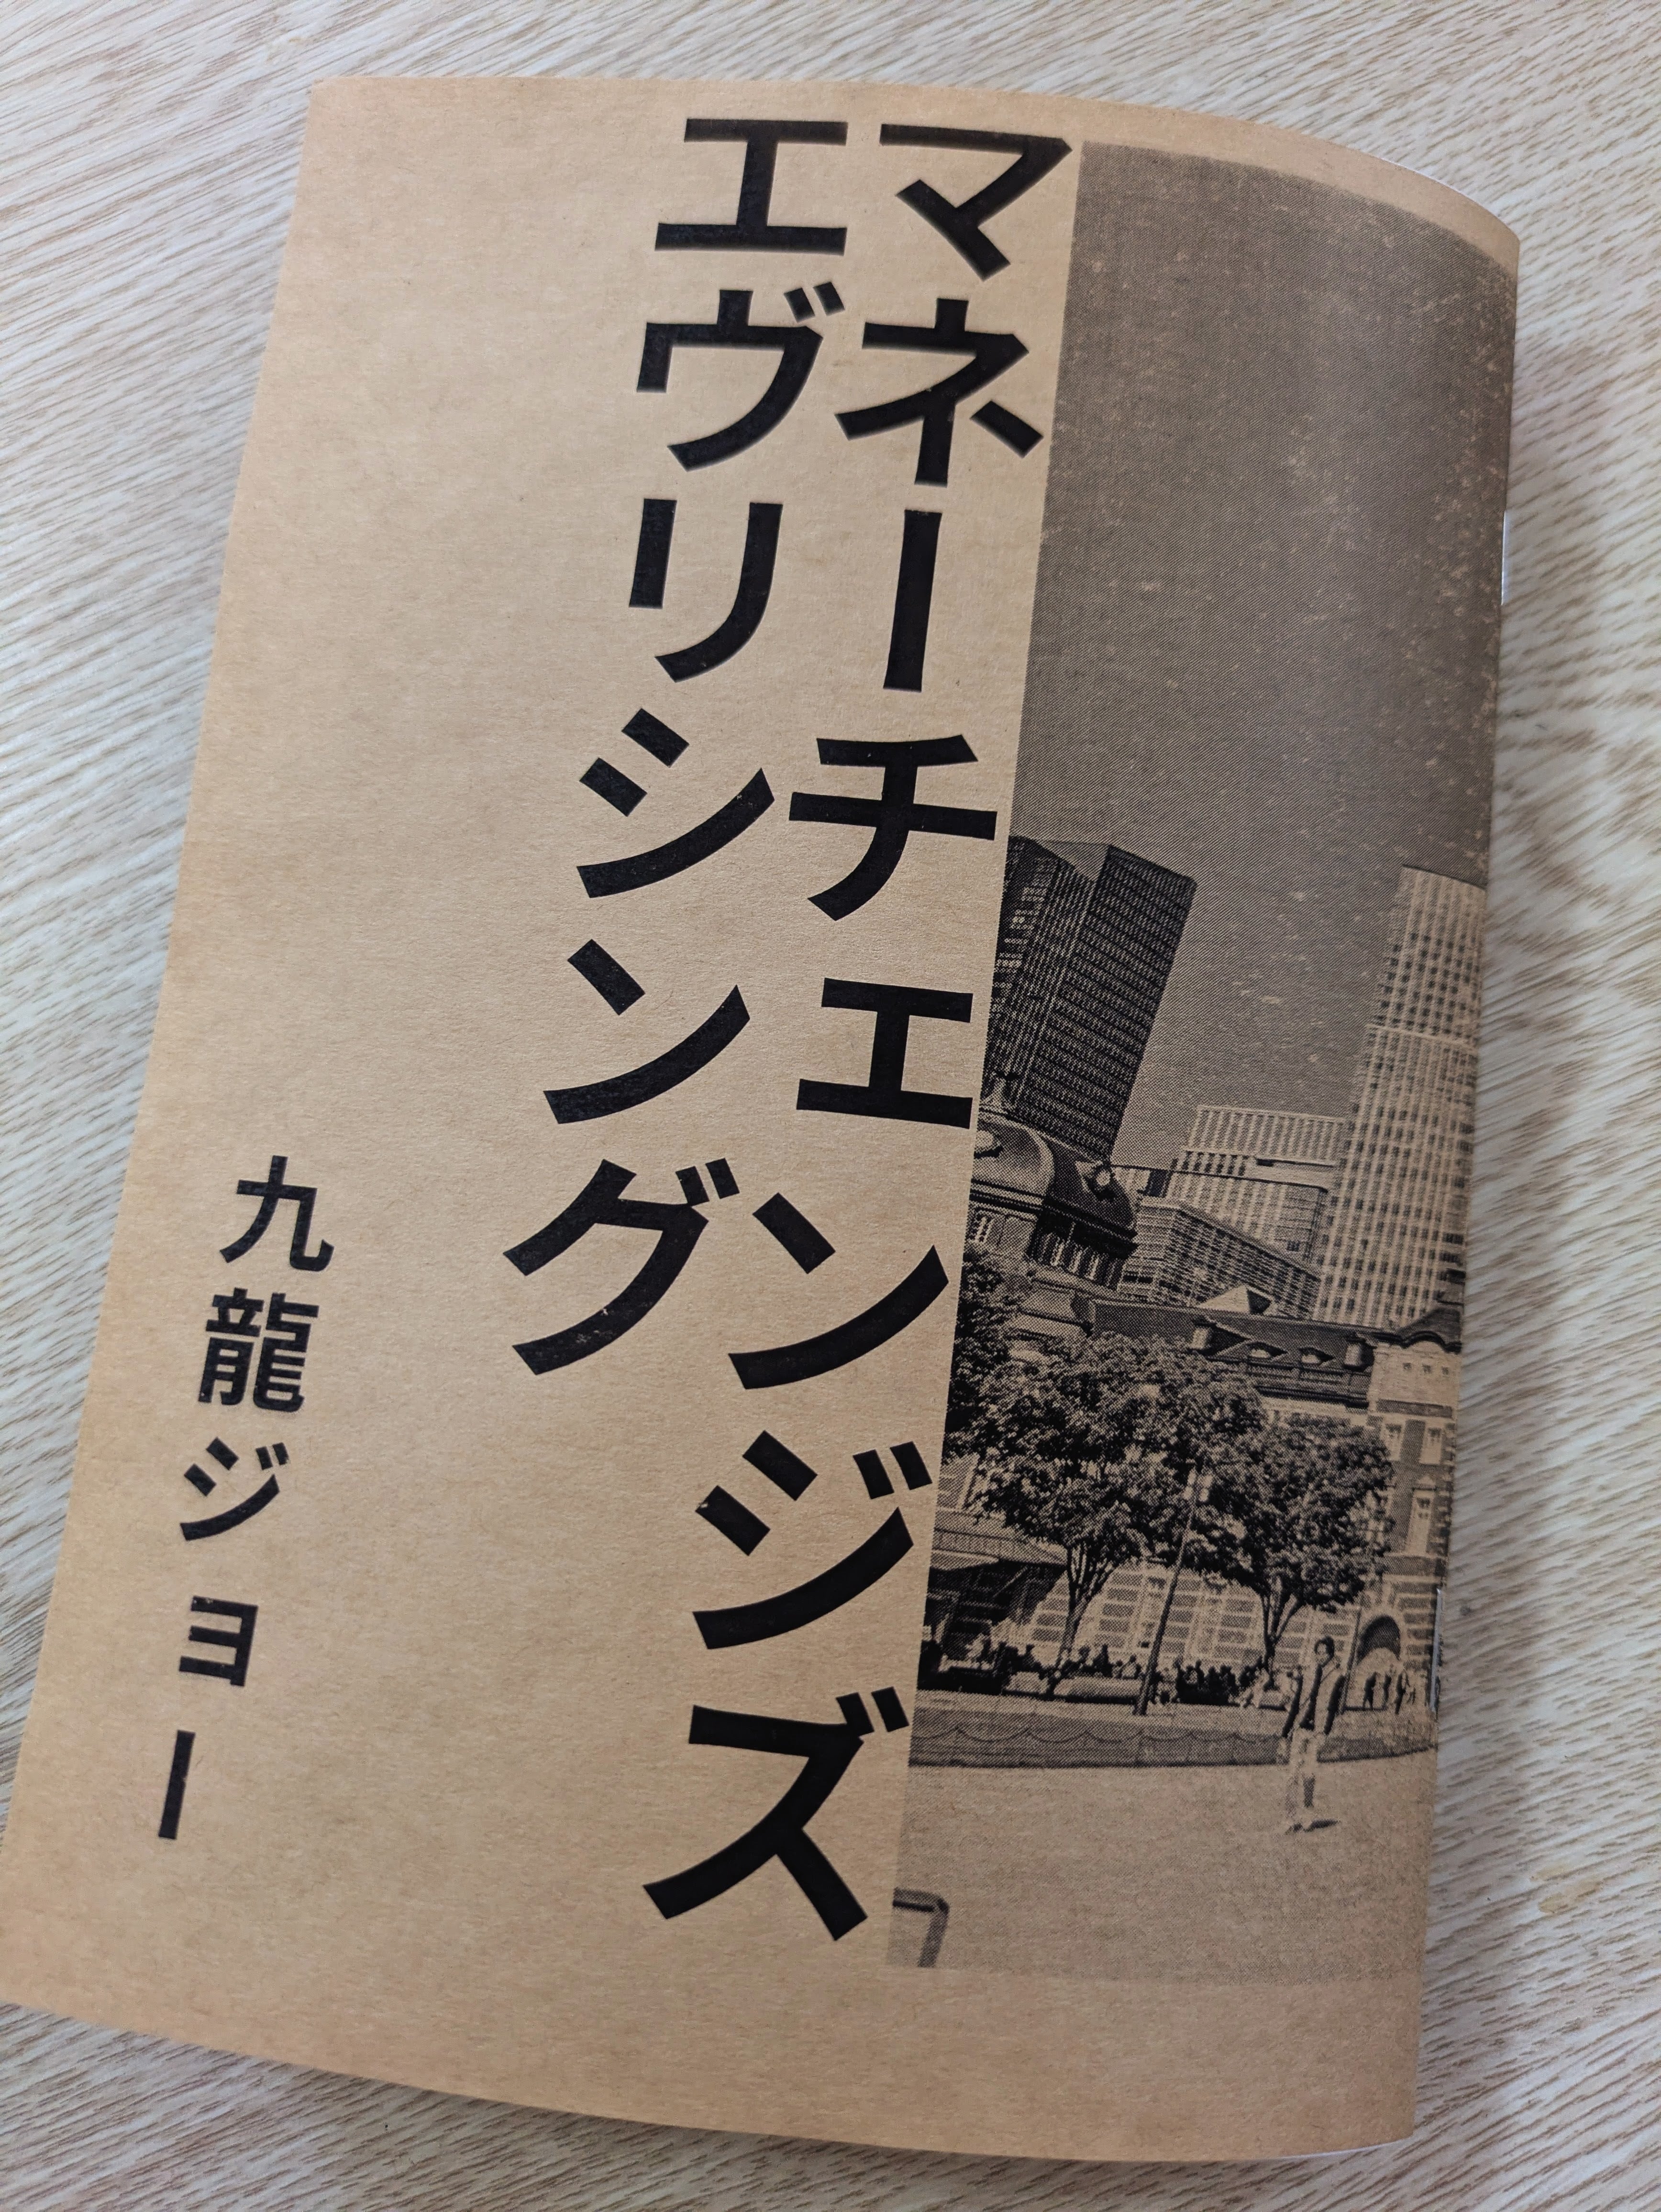 マネーチェンジズ
エヴリシング
九龍ジョー